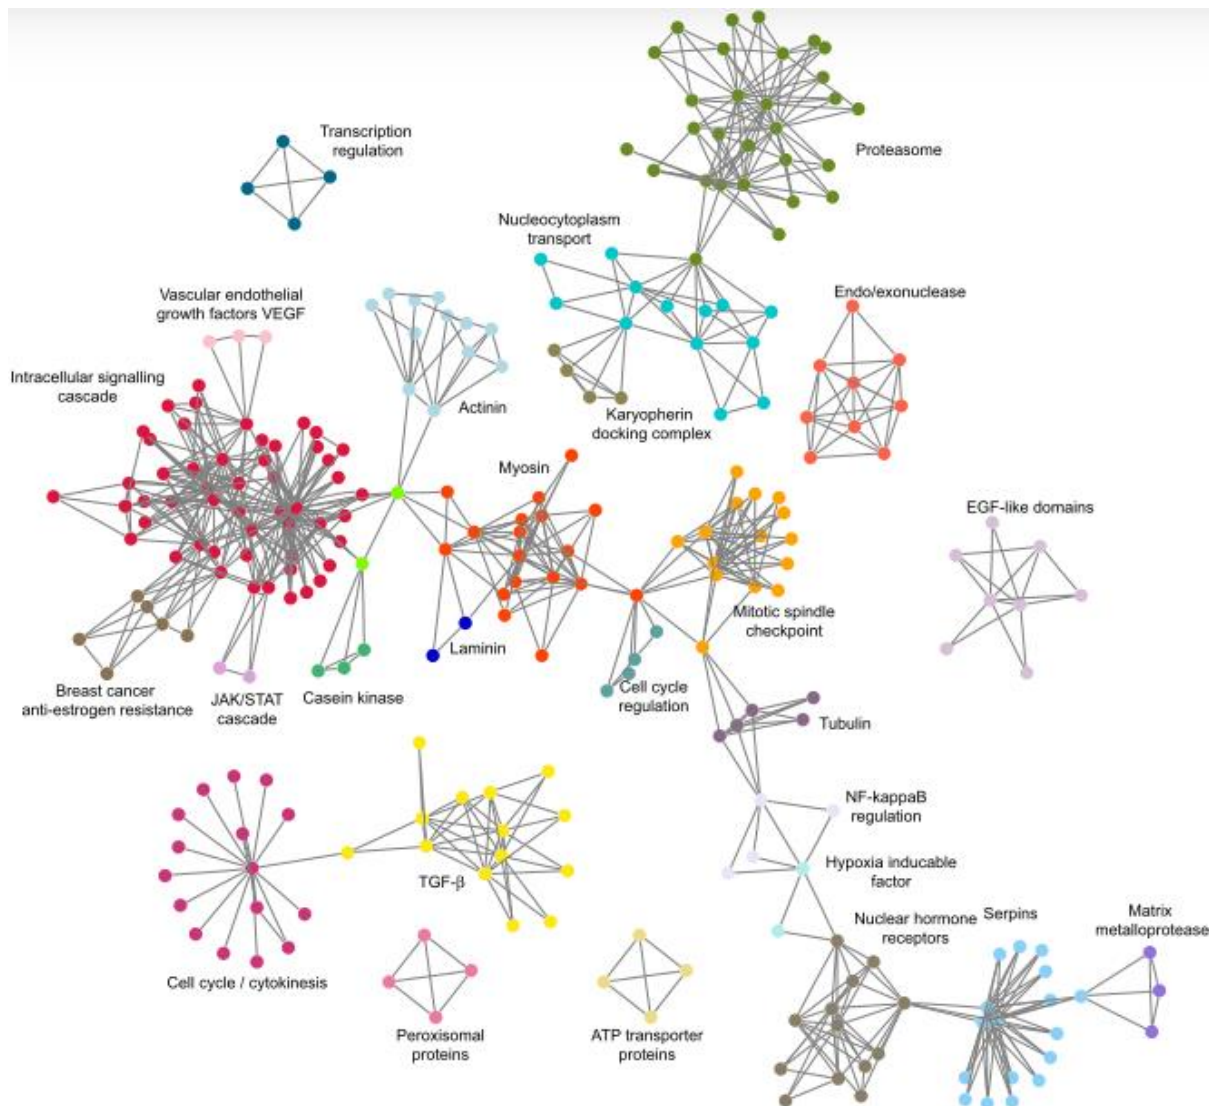 Transcription
regulation
Proteasome
Nucleocytoplasm
transport
Vascular endothelial
growth factors VEGF
Endo/exonuclease
Intracellular signalling
cascade
Actinin
Karyopherin
docking complex
Myosin
EGF-like domains
Mitotic spindle
checkpoint
Laminin
Breast cancer
anti-estrogen resistance
JAK/STAT
cascade
Casein kinase
Cell cycle
regulation
Tubulin
NF-kappaB
regulation
TGF-β
Hypoxia inducable
factor
Nuclear hormone
receptors
Serpins
Matrix
metalloprotease
Cell cycle / cytokinesis
Peroxisomal
proteins
ATP transporter
proteins